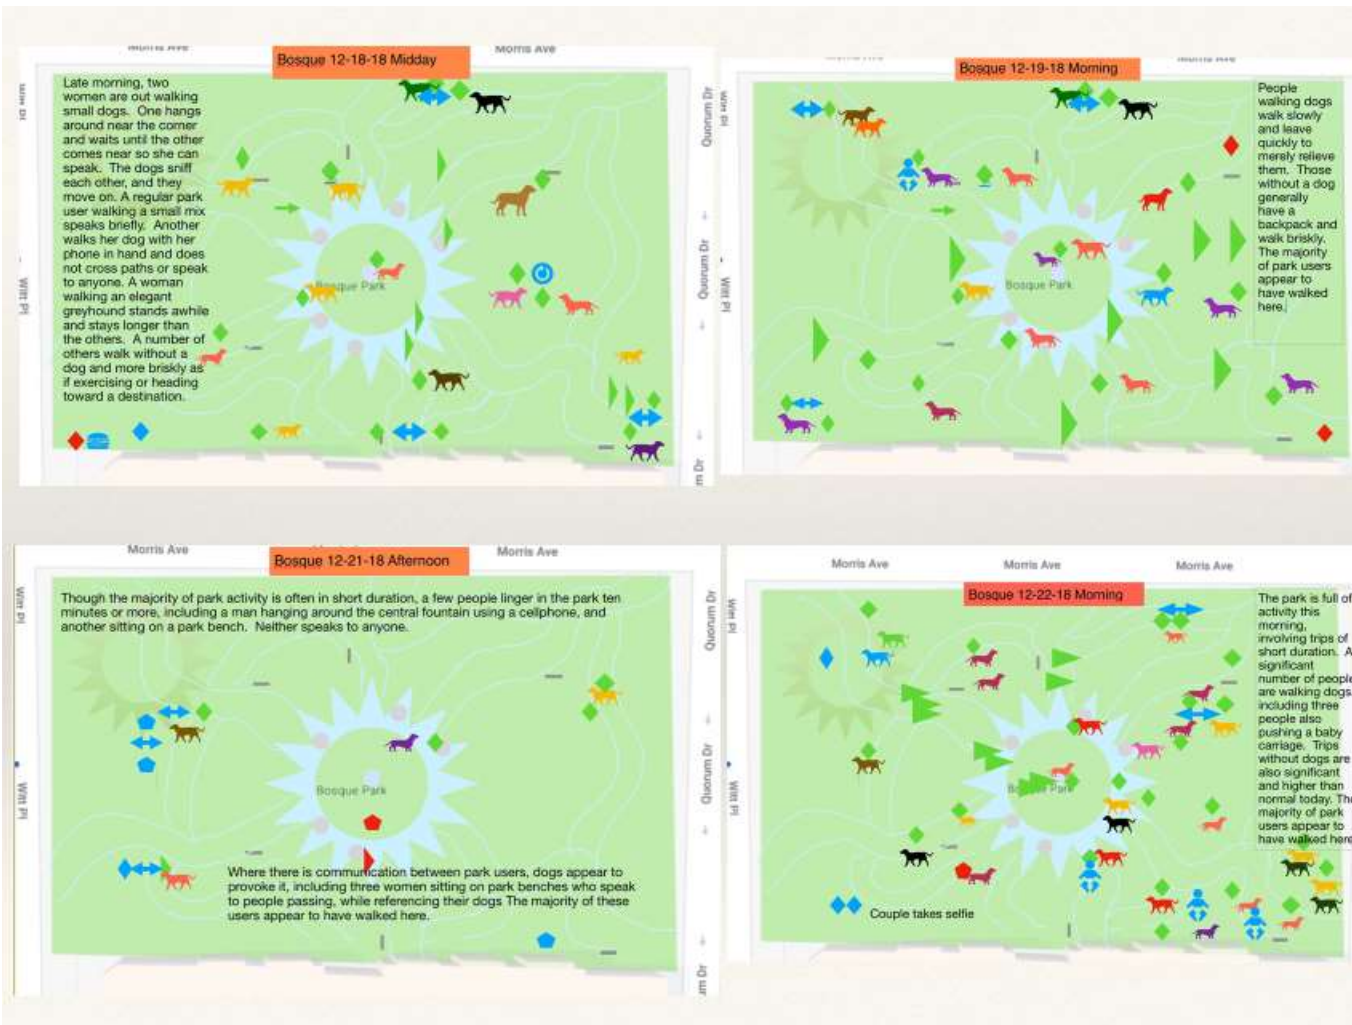 Morris Ave
Bosque 12-18-18 Midday
Morris Ave
Late morning, two
women are out walking
small dogs. One hangs
around near the corner
and waits until the other
comes near so she can
speak. The dogs sniff
each other, and they
move on. A regular park
user walking a small mix
speaks briefly. Another
walks her dog with her
phone in hand and does
not cross paths or speak
to anyone. A woman
walking an elegant
greyhound stands awhile
and stays longer than
the others. A number of
others walk without a
dog and more briskly as
if exercising or heading
toward a destination.
Bosque Park
Witt Pl
Witt Pl
Quorum Dr
Quorum Dr
m Dr
Bosque 12-19-18 Morning
People
walking dogs
walk slowly
and leave
quickly to
merely relieve
them. Those
without a dog
generally
have a
backpack and
walk briskly.
The majority
of park users
appear to
have walked
here.
Bosque Park
Witt Pl
Witt Pl
Morris Ave
Bosque 12-21-18 Afternoon
Morris Ave
Though the majority of park activity is often in short duration, a few people linger in the park ten
minutes or more, including a man hanging around the central fountain using a cellphone, and
another sitting on a park bench. Neither speaks to anyone.
Bosque Park
Where there is communication between park users, dogs appear to
provoke it, including three women sitting on park benches who speak
to people passing, while referencing their dogs The majority of these
users appear to have walked here.
Witt Pl
Witt Pl
Quorum Dr
Quorum Dr
m Dr
Morris Ave
Morris Ave
Morris Ave
Bosque 12-22-18 Morning
The park is full of
activity this
morning,
involving trips of
short duration. A
significant
number of people
are walking dogs,
including three
people also
pushing a baby
carriage. Trips
without dogs are
also significant
and higher than
normal today. The
majority of park
users appear to
have walked here
Bosque Park
Couple takes selfie
Witt Pl
Witt Pl